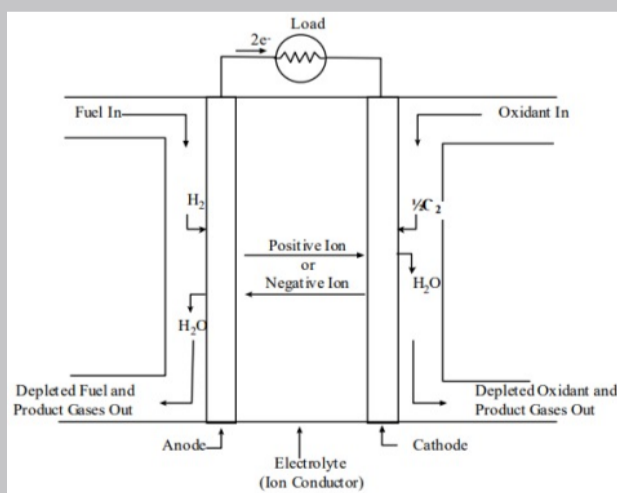 Load
2e-
Fuel In
Oxidant In
H2
½C2
Positive Ion
or
Negative Ion
H2O
H2O
Depleted Fuel and
Product Gases Out
Depleted Oxidant and
Product Gases Out
Anode
Cathode
Electrolyte
(Ion Conductor)